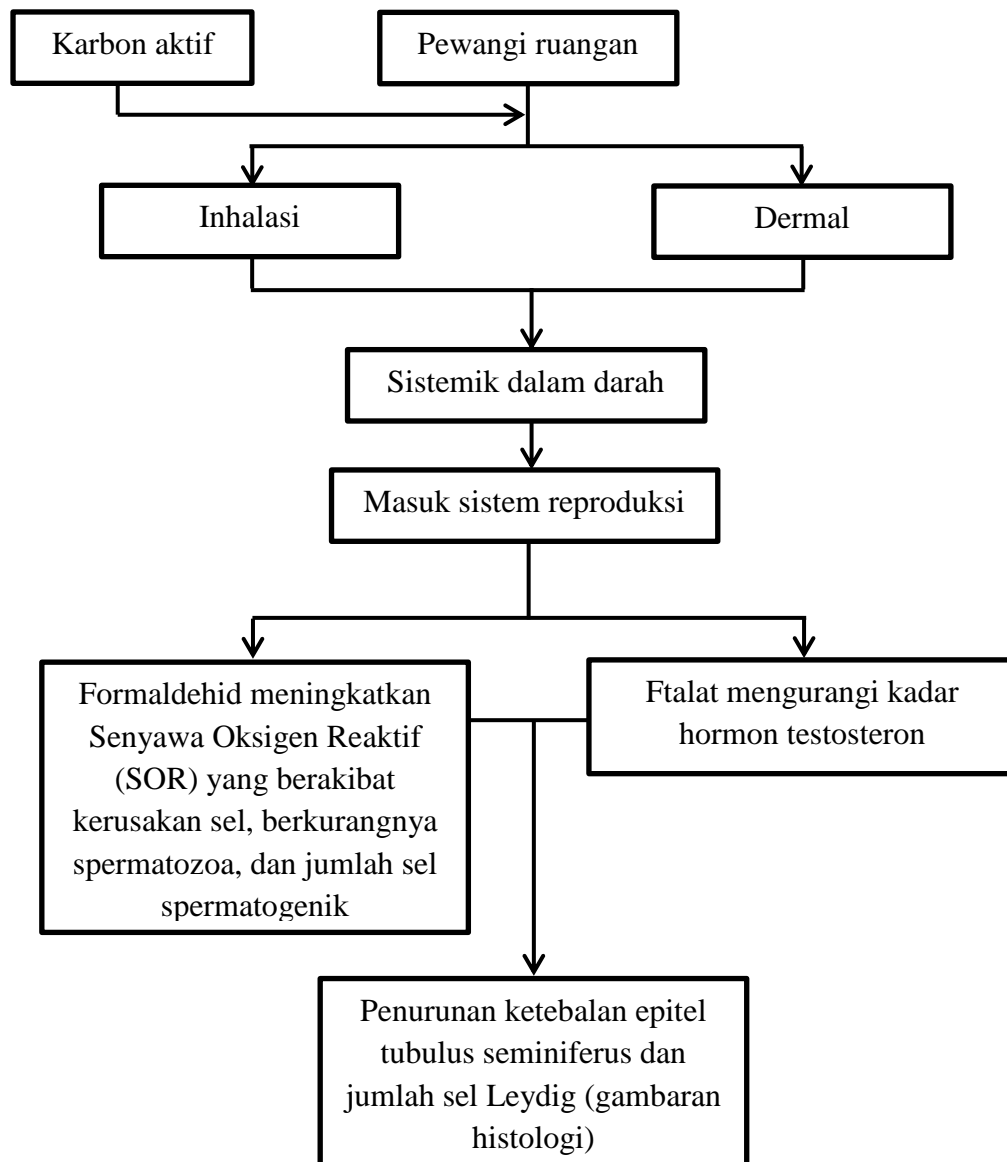 Karbon aktif
Pewangi ruangan
Inhalasi
Dermal
Sistemik dalam darah
Masuk sistem reproduksi
Formaldehid meningkatkan
Senyawa Oksigen Reaktif
(SOR) yang berakibat
kerusakan sel, berkurangnya
spermatozoa, dan jumlah sel
spermatogenik
Ftalat mengurangi kadar
hormon testosteron
Penurunan ketebalan epitel
tubulus seminiferus dan
jumlah sel Leydig (gambaran
histologi)